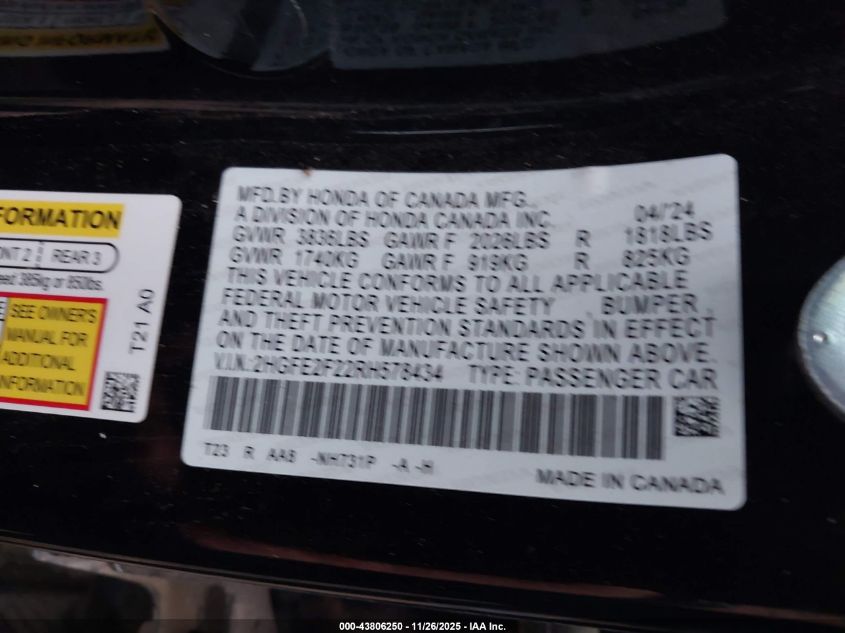 MFD.BY HONDA OF CANADA MFG.,
A DIVISION OF HONDA CANADA INC. 04/'24
GVWR 3836LBS GAWR F 2026LBS R 1818LBS
GVWR 1740KG GAWR F 919KG R 825KG
THIS VEHICLE CONFORMS TO ALL APPLICABLE
FEDERAL MOTOR VEHICLE SAFETY , BUMPER ,
AND THEFT PREVENTION STANDARDS IN EFFECT
ON THE DATE OF MANUFACTURE SHOWN ABOVE.
V.I.N.:2HGFE2F22RH578434 TYPE: PASSENGER CAR
T23 R AA8 -NH731P -A -H
MADE IN CANADA
FORMATION
2 REAR 3
385kg or 850lbs.
SEE OWNER'S
MANUAL FOR
ADDITIONAL
INFORMATION
T21 A0
000-43806250 - 11/26/2025 - IAA Inc.